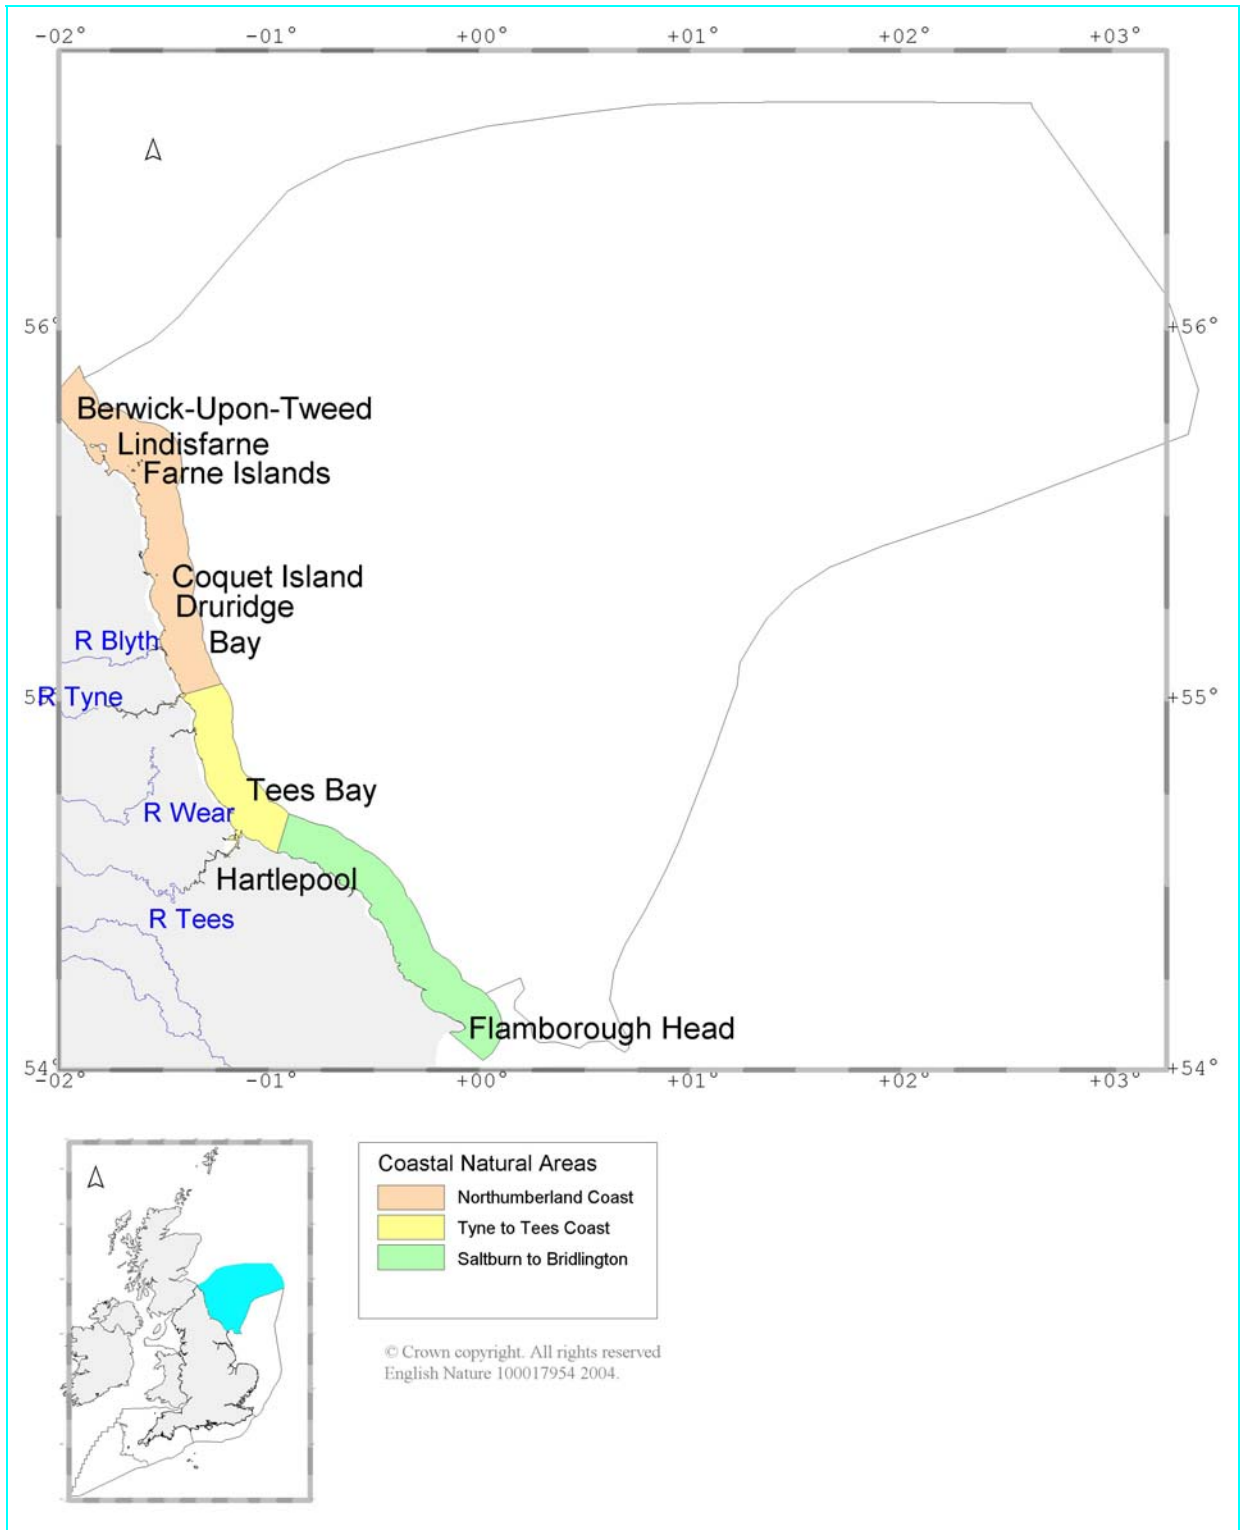 -02° -01° +00° +01° +02° +03°
56° +56°
Berwick-Upon-Tweed
Lindisfarne
Farne Islands
Coquet Island
Druridge
R Blyth Bay
R Tyne +55°
Tees Bay
R Wear
Hartlepool
R Tees
Flamborough Head
54° +54°
-02° -01° +00° +01° +02° +03°
Coastal Natural Areas
Northumberland Coast
Tyne to Tees Coast
Saltburn to Bridlington
© Crown copyright. All rights reserved
English Nature 100017954 2004.